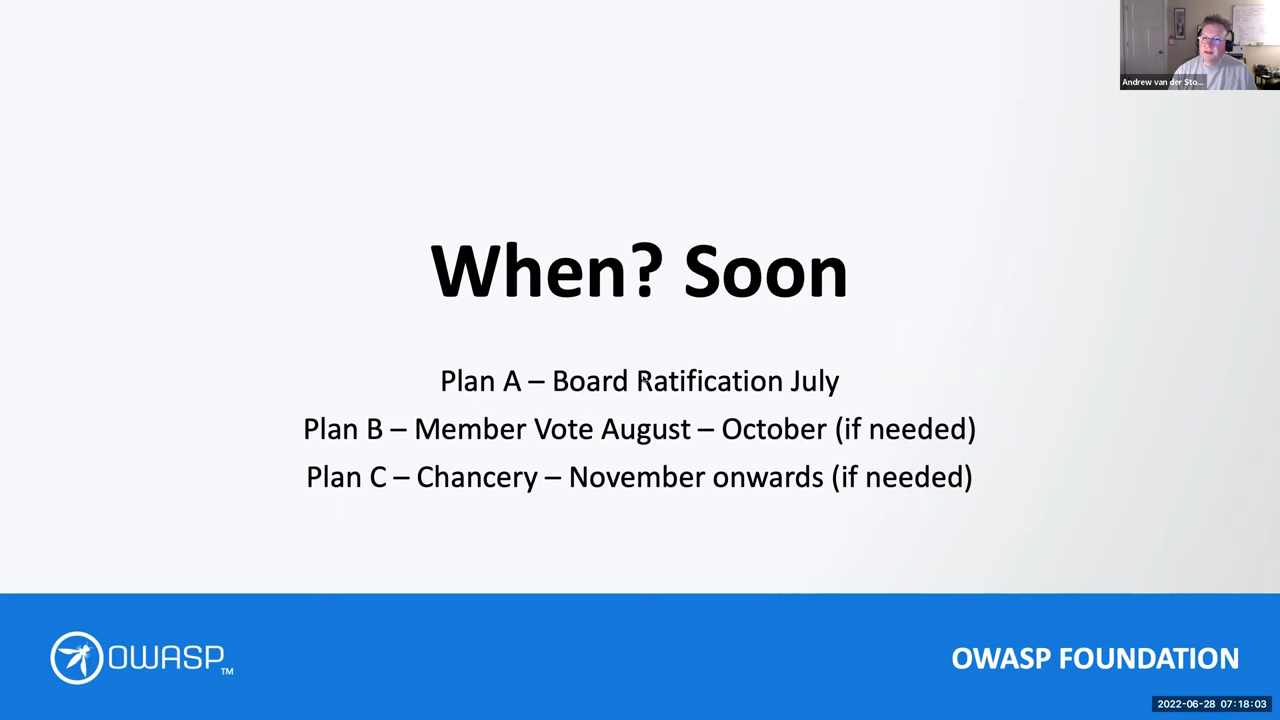 Andrew van der Sto...
When? Soon
Plan A – Board Ratification July
Plan B – Member Vote August – October (if needed)
Plan C – Chancery – November onwards (if needed)
OWASP TM
OWASP FOUNDATION
2022-06-28 07:18:03